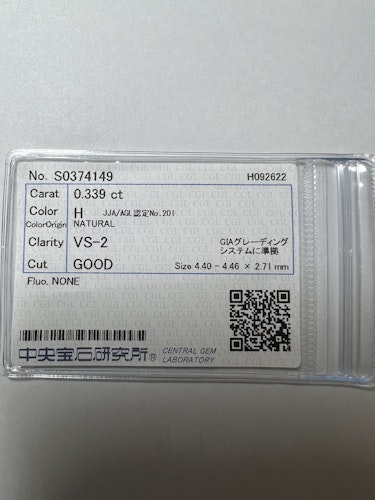 No. S0374149 H092622
Carat 0.339 ct
Color H JJA/AGL認定No.201
ColorOrigin NATURAL
Clarity VS-2 GIAグレーディング
システムに準拠
Cut GOOD Size 4.40 - 4.46 × 2.71 mm
Fluo. NONE
中央宝石研究所® CENTRAL GEM
LABORATORY